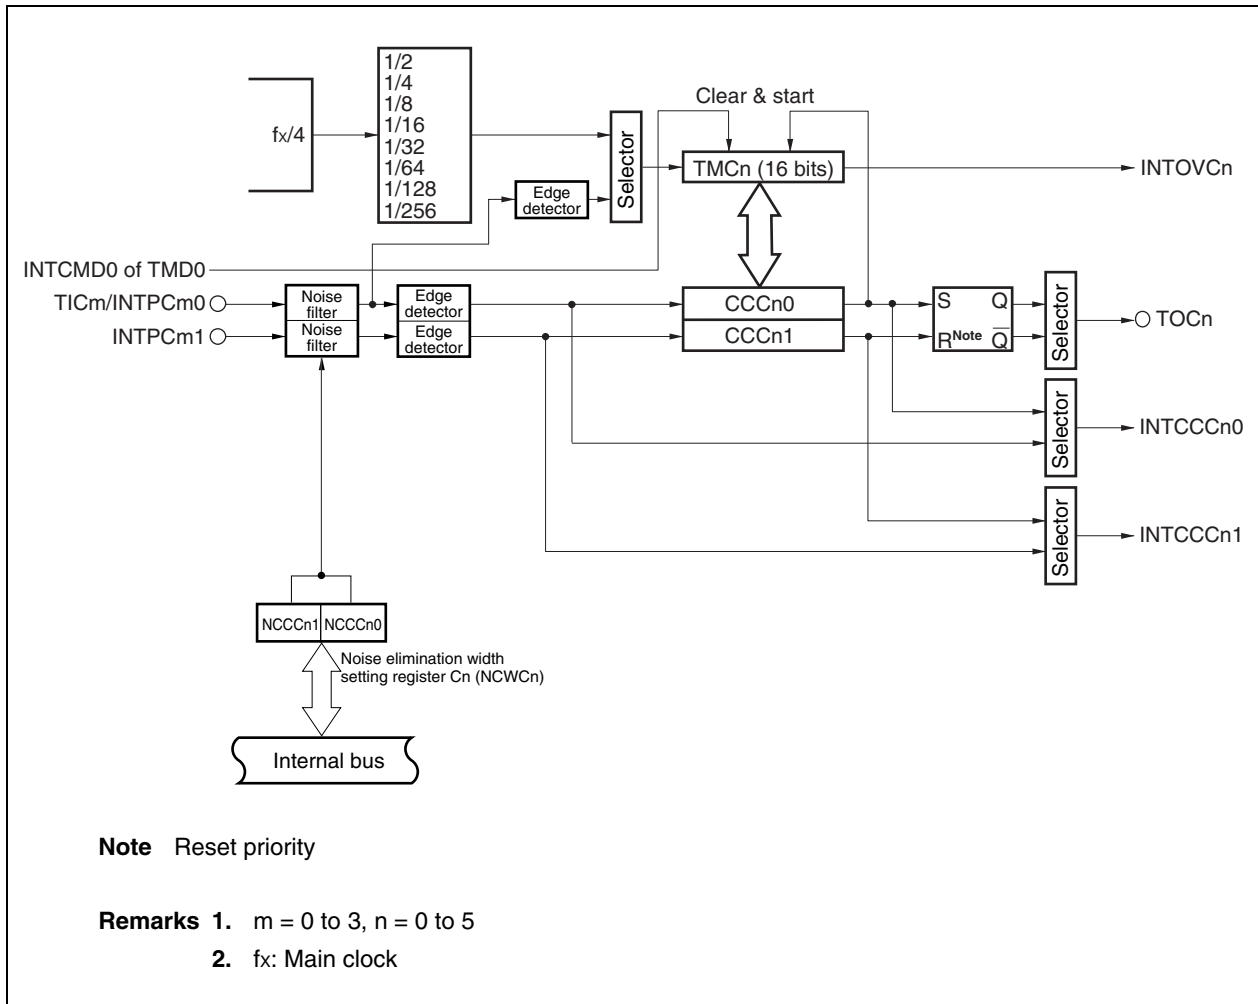 1/2
1/4
1/8
1/16
1/32
1/64
1/128
1/256
fx/4
Selector
Clear & start
TMCn (16 bits)
INTOVCn
Edge
detector
INTCMD0 of TMD0
TICm/INTPCm0
INTPCm1
Noise
filter
Noise
filter
Edge
detector
Edge
detector
CCCn0
CCCn1
S Q
RNote Q̅
Selector
TOCn
Selector
INTCCCn0
Selector
INTCCCn1
NCCCn1 NCCCn0
Noise elimination width
setting register Cn (NCWCn)
Internal bus
Note Reset priority
Remarks 1. m = 0 to 3, n = 0 to 5
2. fx: Main clock